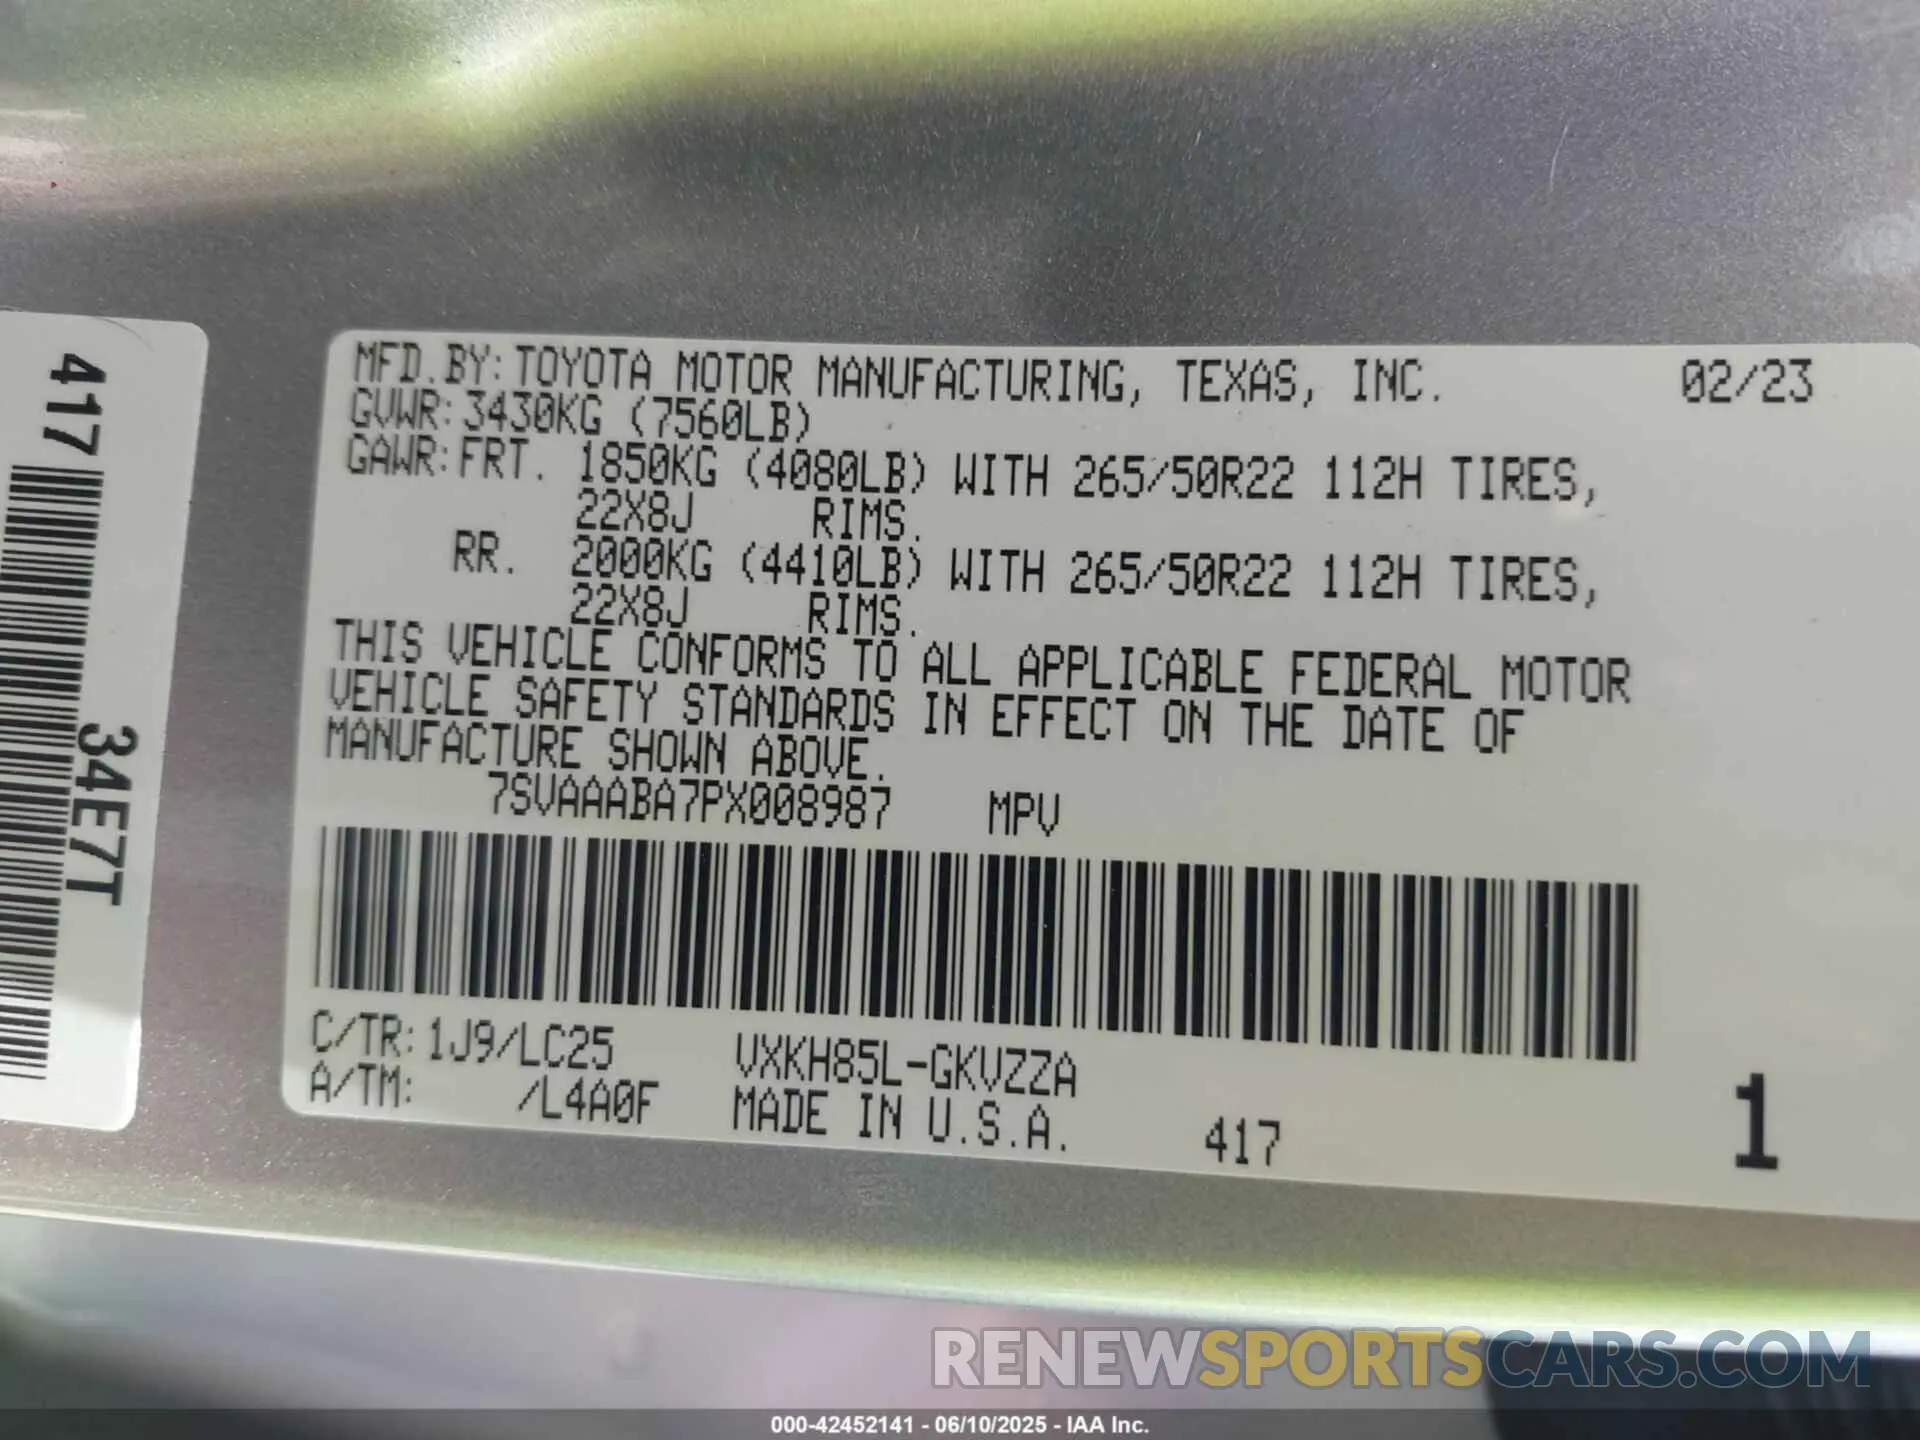 417
34E7T
MFD.BY: TOYOTA MOTOR MANUFACTURING, TEXAS, INC. 02/23
GVWR: 3430KG (7560LB)
GAWR: FRT. 1850KG (4080LB) WITH 265/50R22 112H TIRES,
22X8J RIMS.
RR. 2000KG (4410LB) WITH 265/50R22 112H TIRES,
22X8J RIMS.
THIS VEHICLE CONFORMS TO ALL APPLICABLE FEDERAL MOTOR
VEHICLE SAFETY STANDARDS IN EFFECT ON THE DATE OF
MANUFACTURE SHOWN ABOVE.
7SVAAABA7PX008987 MPV
C/TR: 1J9/LC25 VXKH85L-GKVZZA
A/TM: /L4A0F MADE IN U.S.A. 417 1
RENEWSPORTSCARS.COM
000-42452141 - 06/10/2025 - IAA Inc.